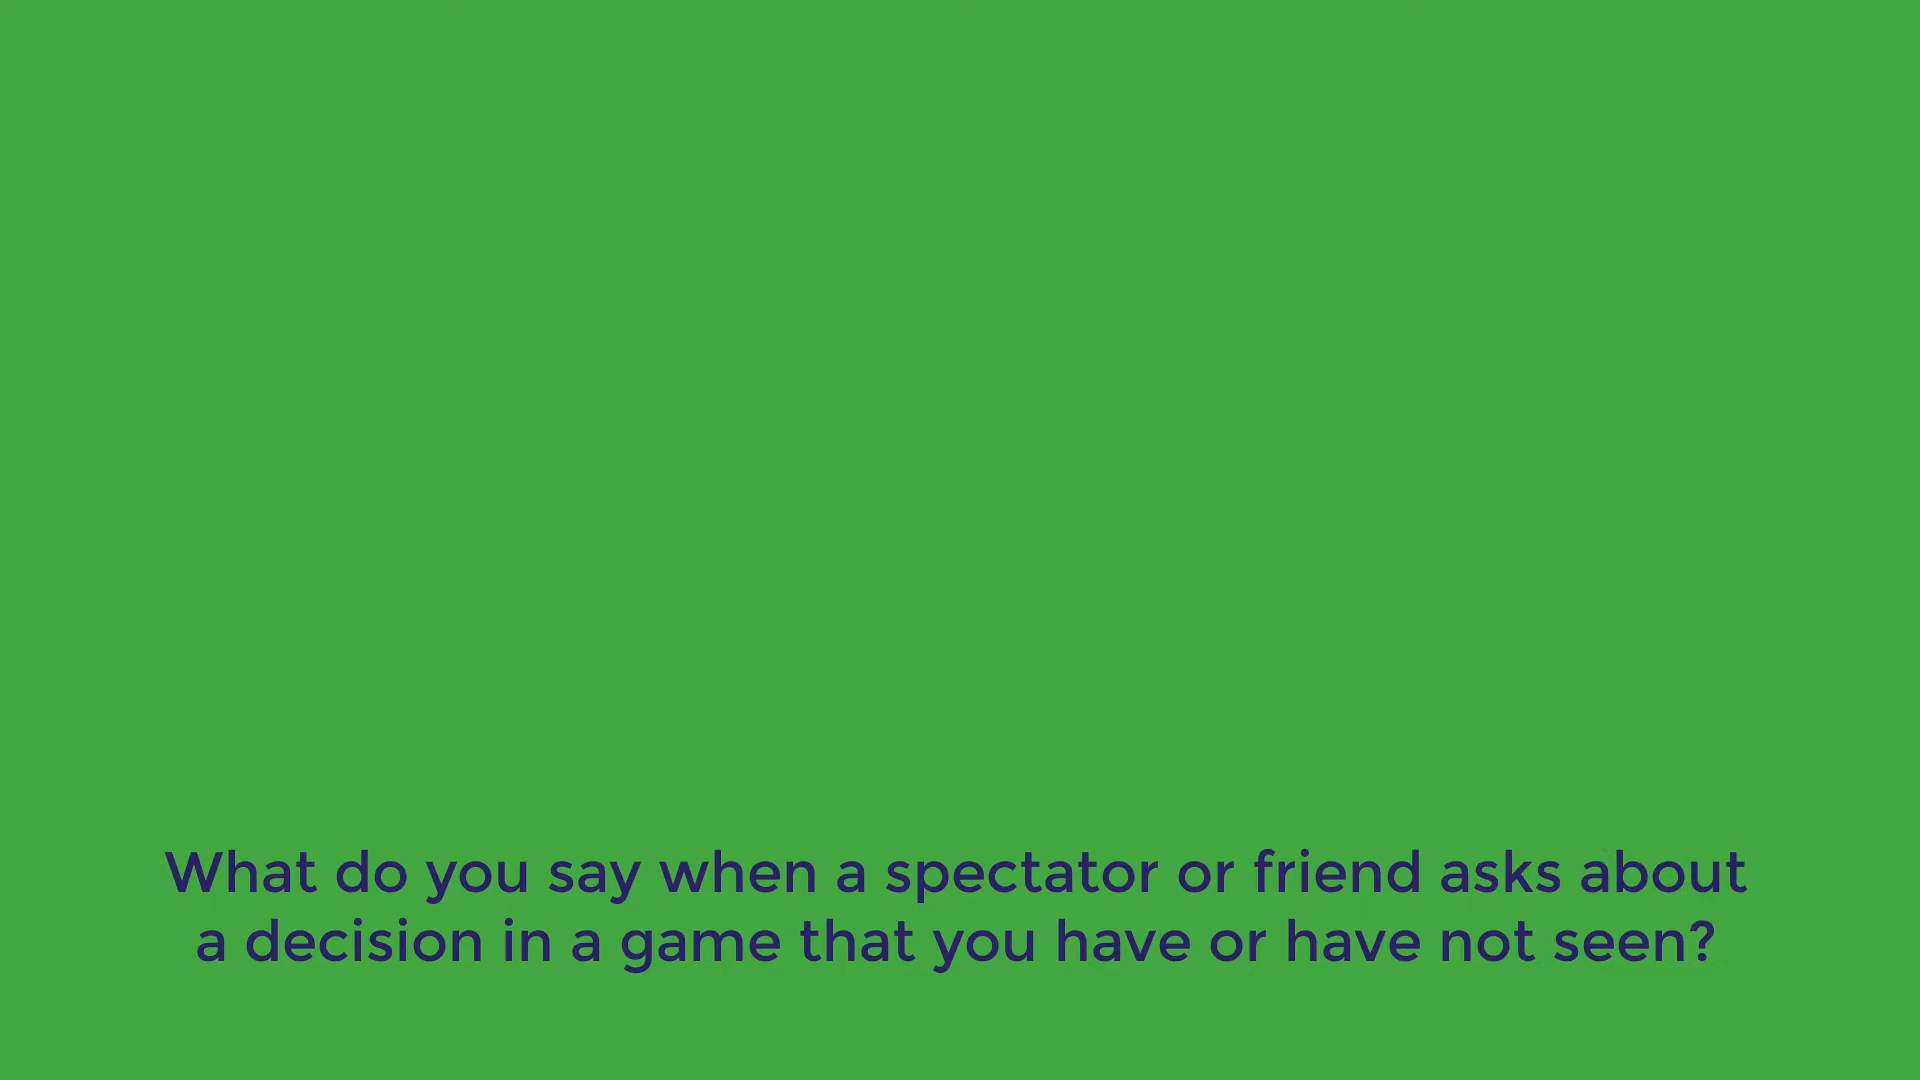 What do you say when a spectator or friend asks about
a decision in a game that you have or have not seen?